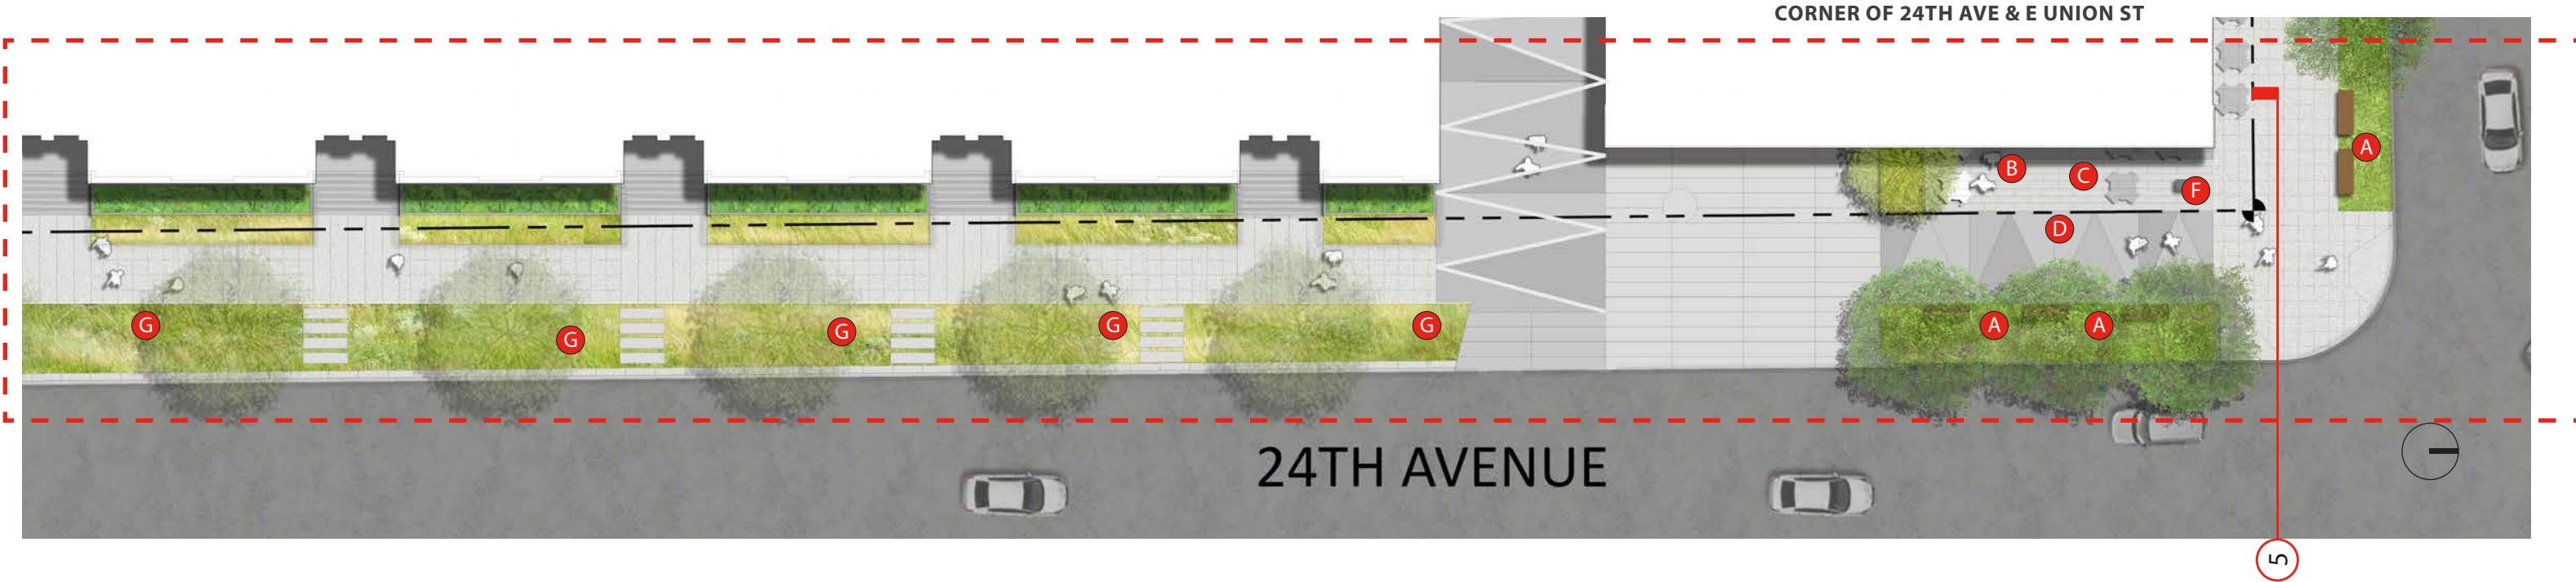 CORNER OF 24TH AVE & E UNION ST
A
B
C
F
D
G
G
G
G
G
A
A
24TH AVENUE
5